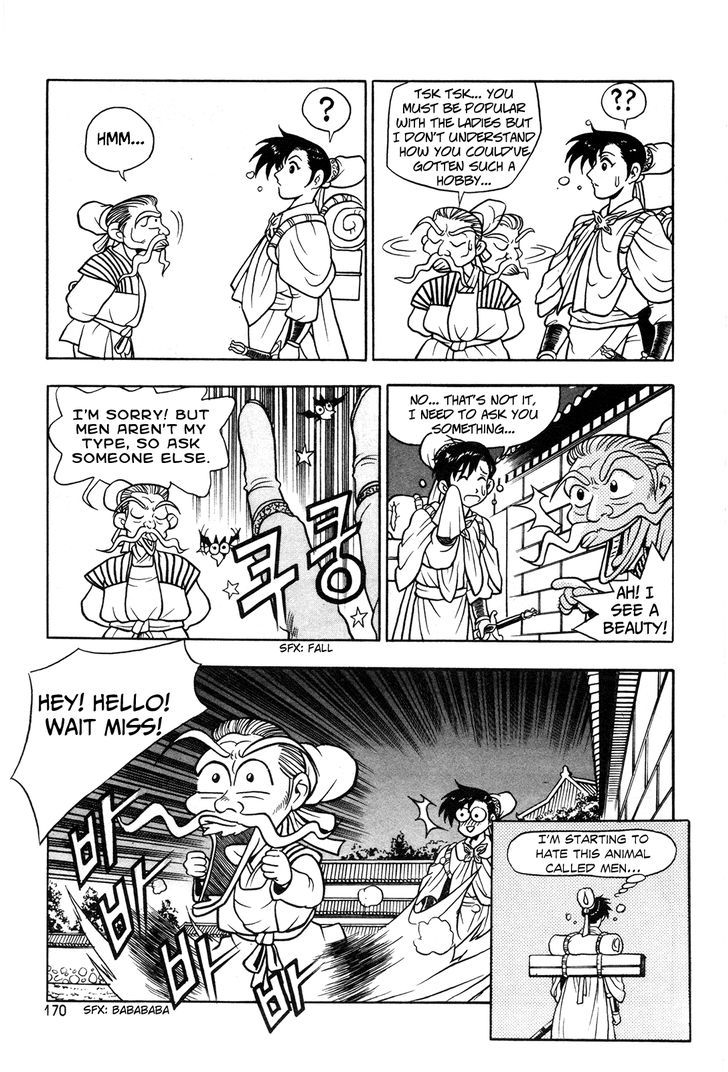 HMM...
?
TSK TSK... YOU
MUST BE POPULAR
WITH THE LADIES BUT
I DON'T UNDERSTAND
HOW YOU COULD'VE
GOTTEN SUCH A
HOBBY...
??
I'M SORRY! BUT
MEN AREN'T MY
TYPE, SO ASK
SOMEONE ELSE.
쿠쿵
SFX: FALL
NO... THAT'S NOT IT,
I NEED TO ASK YOU
SOMETHING...
AH! I
SEE A
BEAUTY!
HEY! HELLO!
WAIT MISS!
바
바
바
바
I'M STARTING TO
HATE THIS ANIMAL
CALLED MEN...
170
SFX: BABABABA